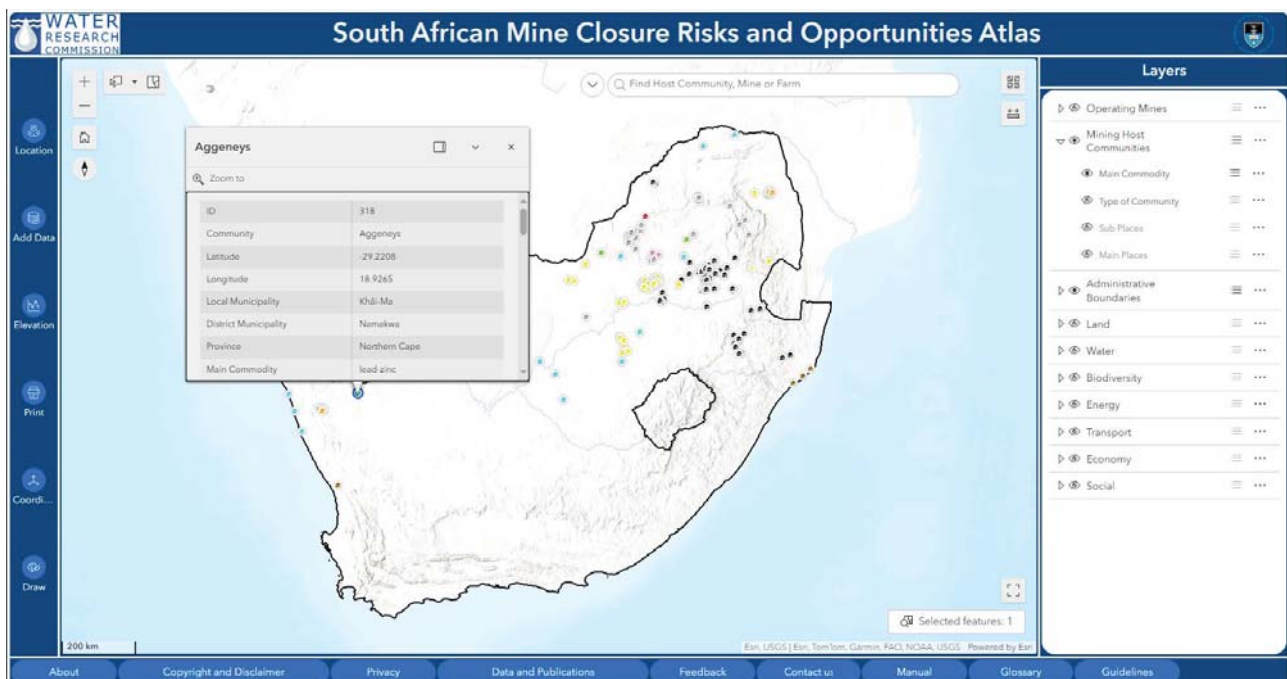 WATER
RESEARCH
COMMISSION
South African Mine Closure Risks and Opportunities Atlas
Location
Add Data
Elevation
Print
Coordi...
Draw
Find Host Community, Mine or Farm
Aggeneys
Zoom to
ID 318
Community Aggeneys
Latitude -29.2208
Longitude 18.9265
Local Municipality Khâi-Ma
District Municipality Namakwa
Province Northern Cape
Main Commodity lead zinc
Selected features: 1
200 km
Esri, USGS | Esri, TomTom, Garmin, FAO, NOAA, USGS Powered by Esri
Layers
Operating Mines
Mining Host
Communities
Main Commodity
Type of Community
Sub Places
Main Places
Administrative
Boundaries
Land
Water
Biodiversity
Energy
Transport
Economy
Social
About Copyright and Disclaimer Privacy Data and Publications Feedback Contact us Manual Glossary Guidelines